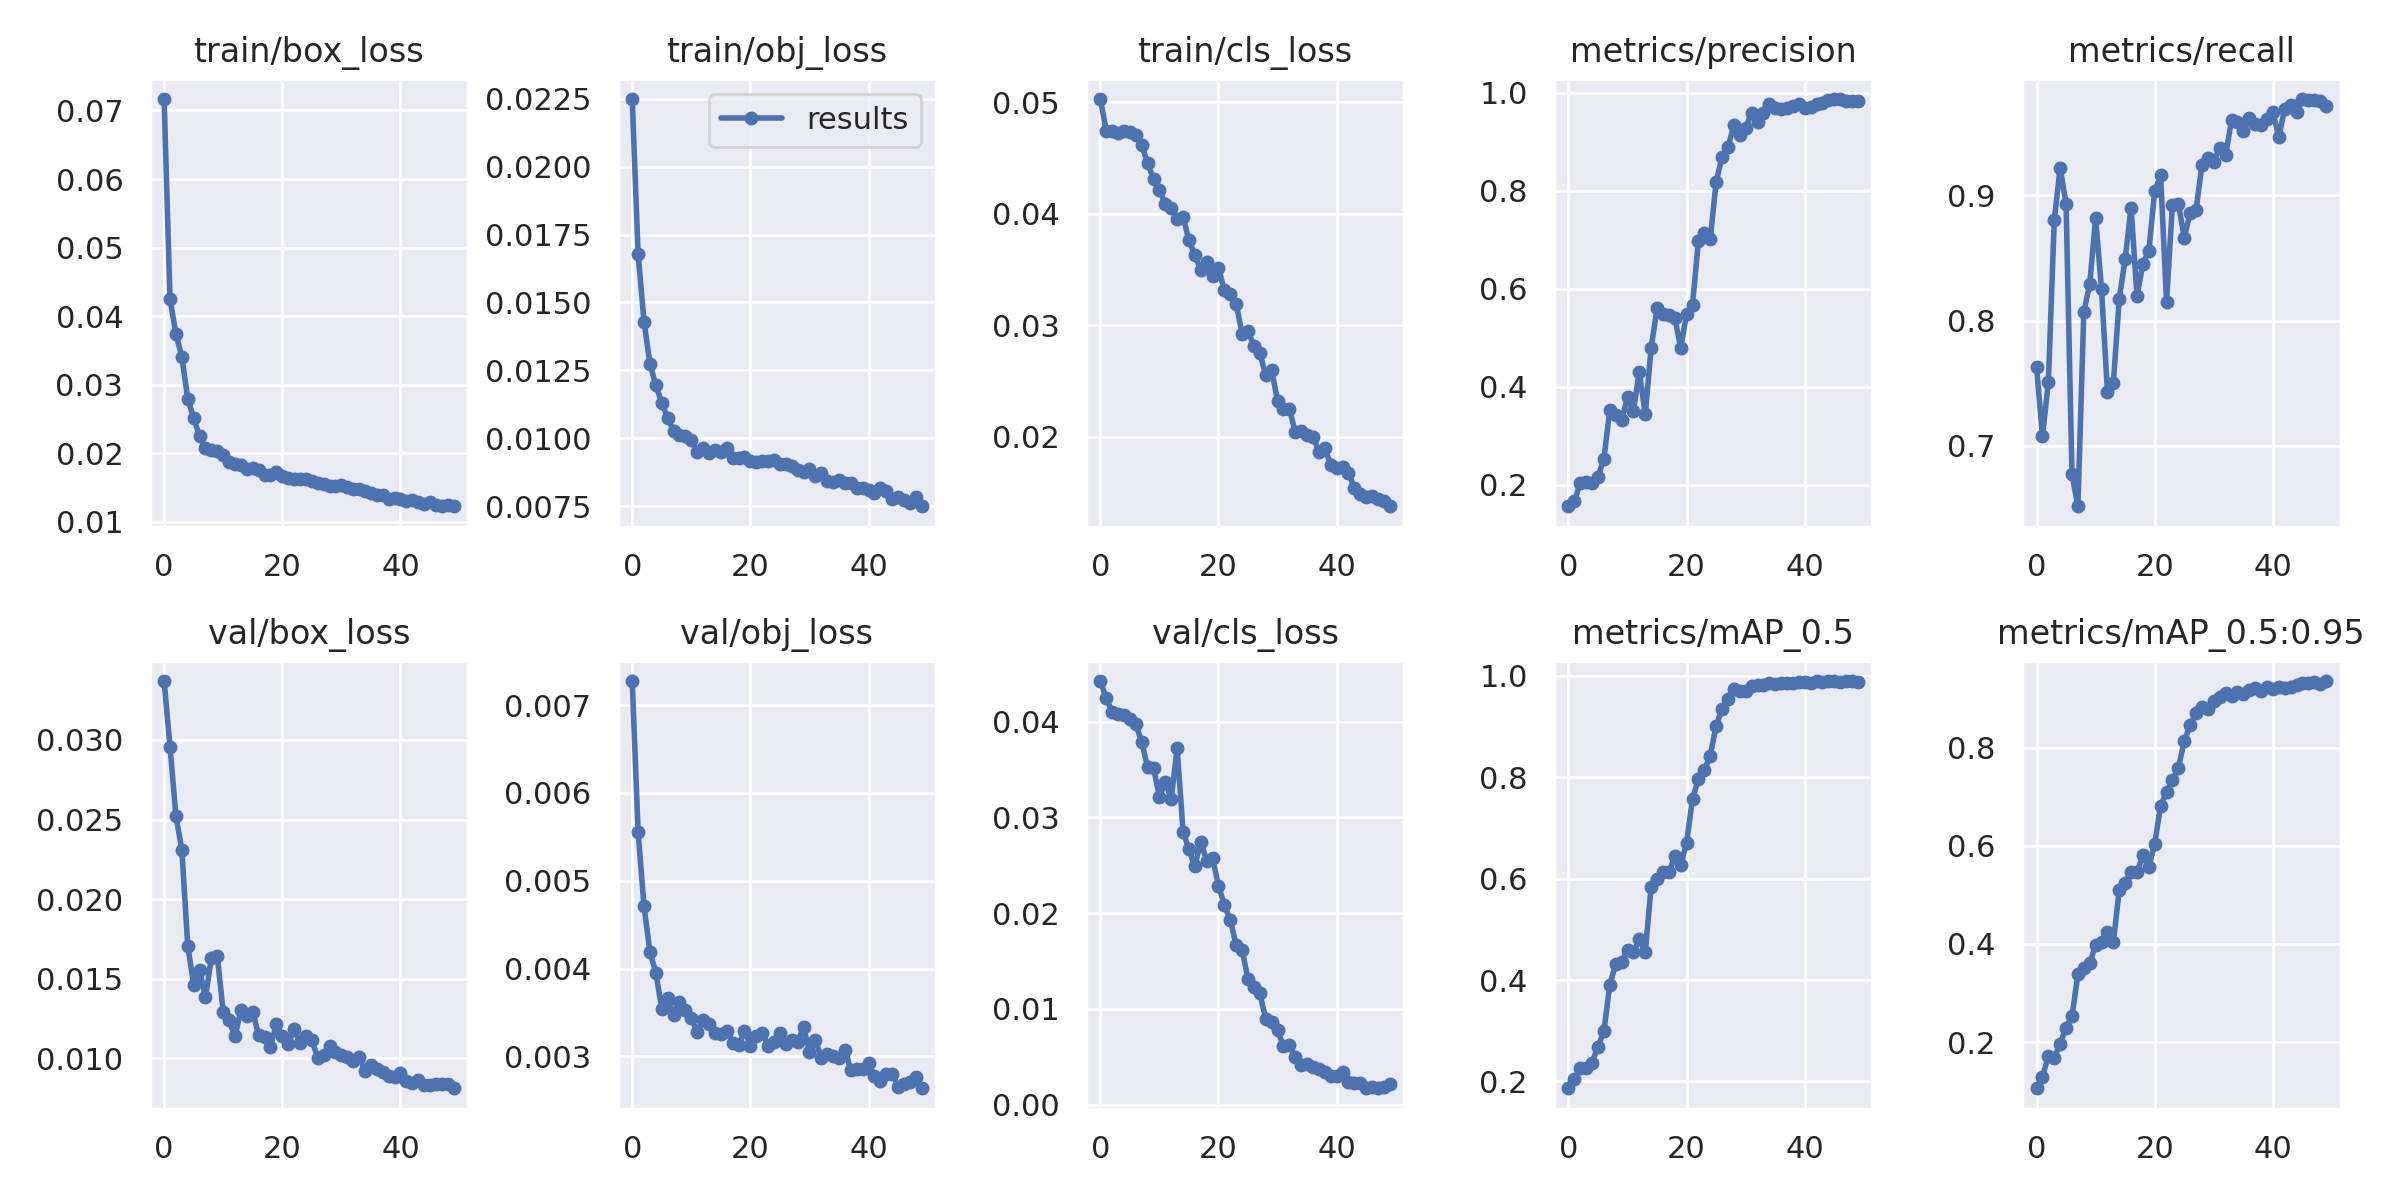 train/box_loss
0.07
0.06
0.05
0.04
0.03
0.02
0.01
0 20 40
train/obj_loss
results
0.0225
0.0200
0.0175
0.0150
0.0125
0.0100
0.0075
0 20 40
train/cls_loss
0.05
0.04
0.03
0.02
0 20 40
metrics/precision
1.0
0.8
0.6
0.4
0.2
0 20 40
metrics/recall
0.9
0.8
0.7
0 20 40
val/box_loss
0.030
0.025
0.020
0.015
0.010
0 20 40
val/obj_loss
0.007
0.006
0.005
0.004
0.003
0 20 40
val/cls_loss
0.04
0.03
0.02
0.01
0.00
0 20 40
metrics/mAP_0.5
1.0
0.8
0.6
0.4
0.2
0 20 40
metrics/mAP_0.5:0.95
0.8
0.6
0.4
0.2
0 20 40